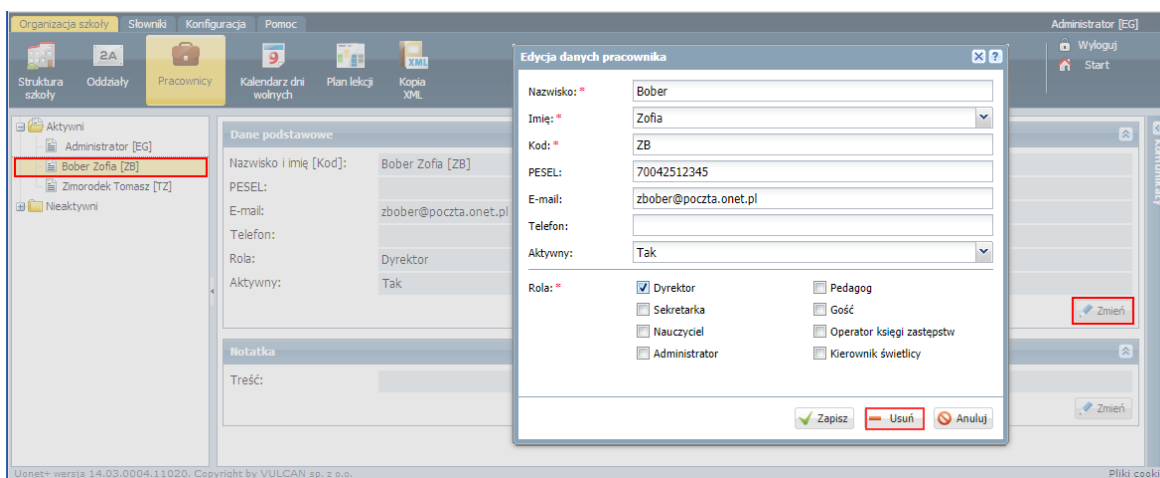 Organizacja szkoły Słowniki Konfiguracja Pomoc Administrator [EG]
Struktura szkoły
2A
Oddziały
Pracownicy
9
Kalendarz dni wolnych
Plan lekcji
XML
Kopia XML
Wyloguj
Start
Aktywni
Administrator [EG]
Bober Zofia [ZB]
Zimorodek Tomasz [TZ]
Nieaktywni
Dane podstawowe
Nazwisko i imię [Kod]: Bober Zofia [ZB]
PESEL:
E-mail: zbober@poczta.onet.pl
Telefon:
Rola: Dyrektor
Aktywny: Tak
Zmień
Notatka
Treść:
Zmień
Edycja danych pracownika
Nazwisko: * Bober
Imię: * Zofia
Kod: * ZB
PESEL: 70042512345
E-mail: zbober@poczta.onet.pl
Telefon:
Aktywny: Tak
Rola: * Dyrektor Pedagog
Sekretarka Gość
Nauczyciel Operator księgi zastępstw
Administrator Kierownik świetlicy
Zapisz Usuń Anuluj
Komunikaty
Uonet+ wersja 14.03.0004.11020. Copyright by VULCAN sp. z o.o. Pliki cooki